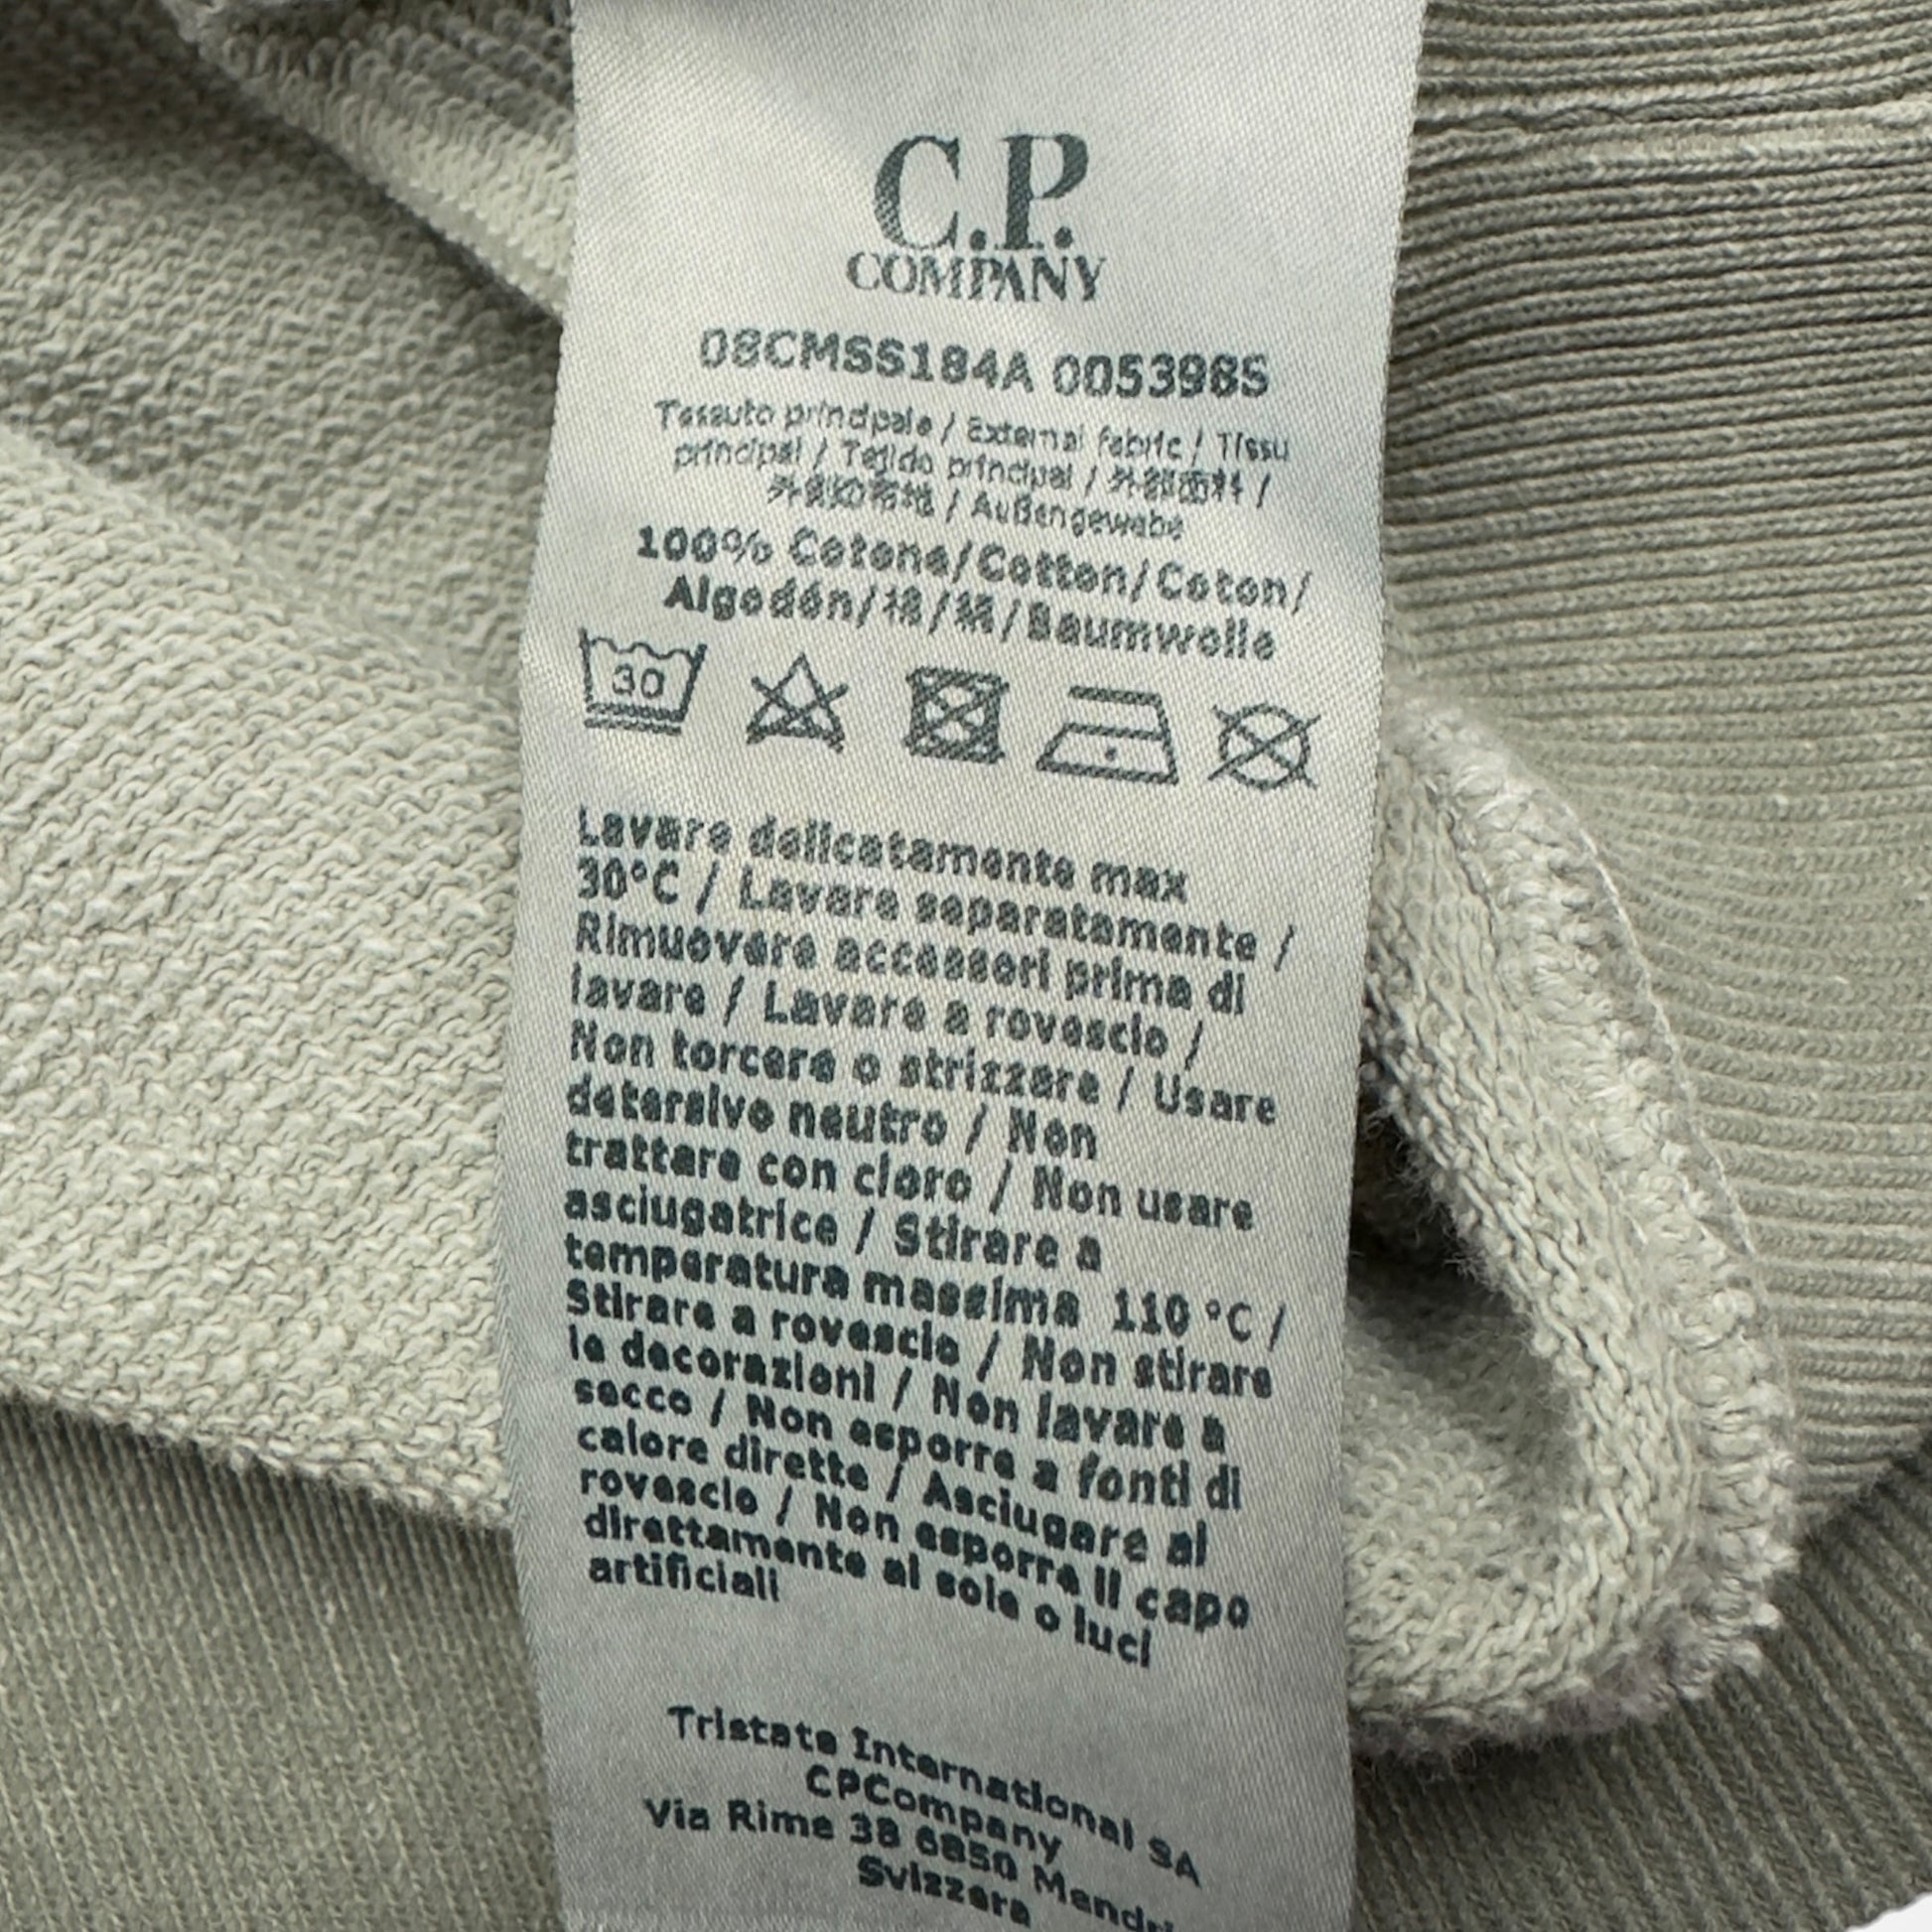 C.P.
COMPANY
08CMSS184A 005398S
Tessuto principale / External fabric / Tissu
principal / Tejido principal / 外部面料 /
/ Außengewebe
100% Cotone/Cotton/Coton/
Algodón/棉/綿/Baumwolle
30
Lavare delicatamente max
30°C / Lavare separatamente /
Rimuovere accessori prima di
lavare / Lavare a rovescio /
Non torcere o strizzare / Usare
detersivo neutro / Non
trattare con cloro / Non usare
asciugatrice / Stirare a
temperatura massima 110 °C /
Stirare a rovescio / Non stirare
le decorazioni / Non lavare a
secco / Non esporre a fonti di
calore dirette / Asciugare al
rovescio / Non esporre il capo
direttamente al sole o luci
artificiali
Tristate International SA
CPCompany
Via Rime 38 6850 Mendri
Svizzera